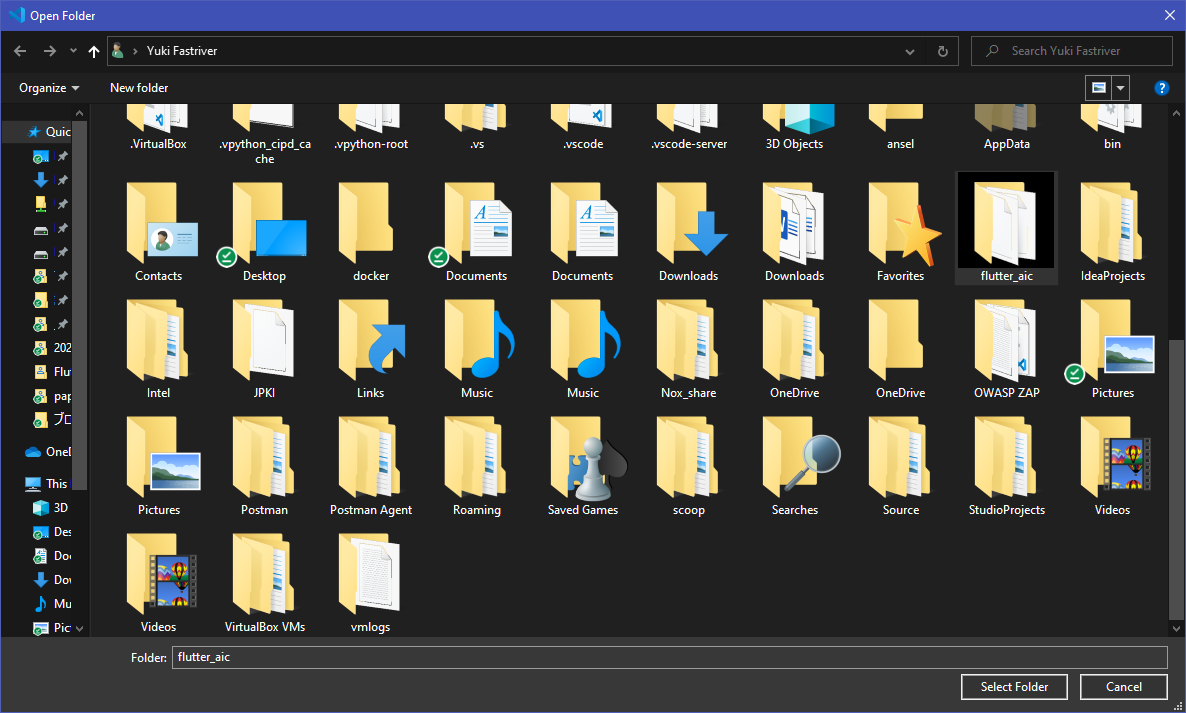 Open Folder
Yuki Fastriver
Search Yuki Fastriver
Organize
New folder
Quic
202
Flu
pap
ブロ
OneD
This
3D
Des
Doc
Dov
Mu
Pic
.VirtualBox
.vpython_cipd_ca
che
.vpython-root
.vs
.vscode
.vscode-server
3D Objects
ansel
AppData
bin
Contacts
Desktop
docker
Documents
Documents
Downloads
Downloads
Favorites
flutter_aic
IdeaProjects
Intel
JPKI
Links
Music
Music
Nox_share
OneDrive
OneDrive
OWASP ZAP
Pictures
Pictures
Postman
Postman Agent
Roaming
Saved Games
scoop
Searches
Source
StudioProjects
Videos
Videos
VirtualBox VMs
vmlogs
Folder: flutter_aic
Select Folder
Cancel